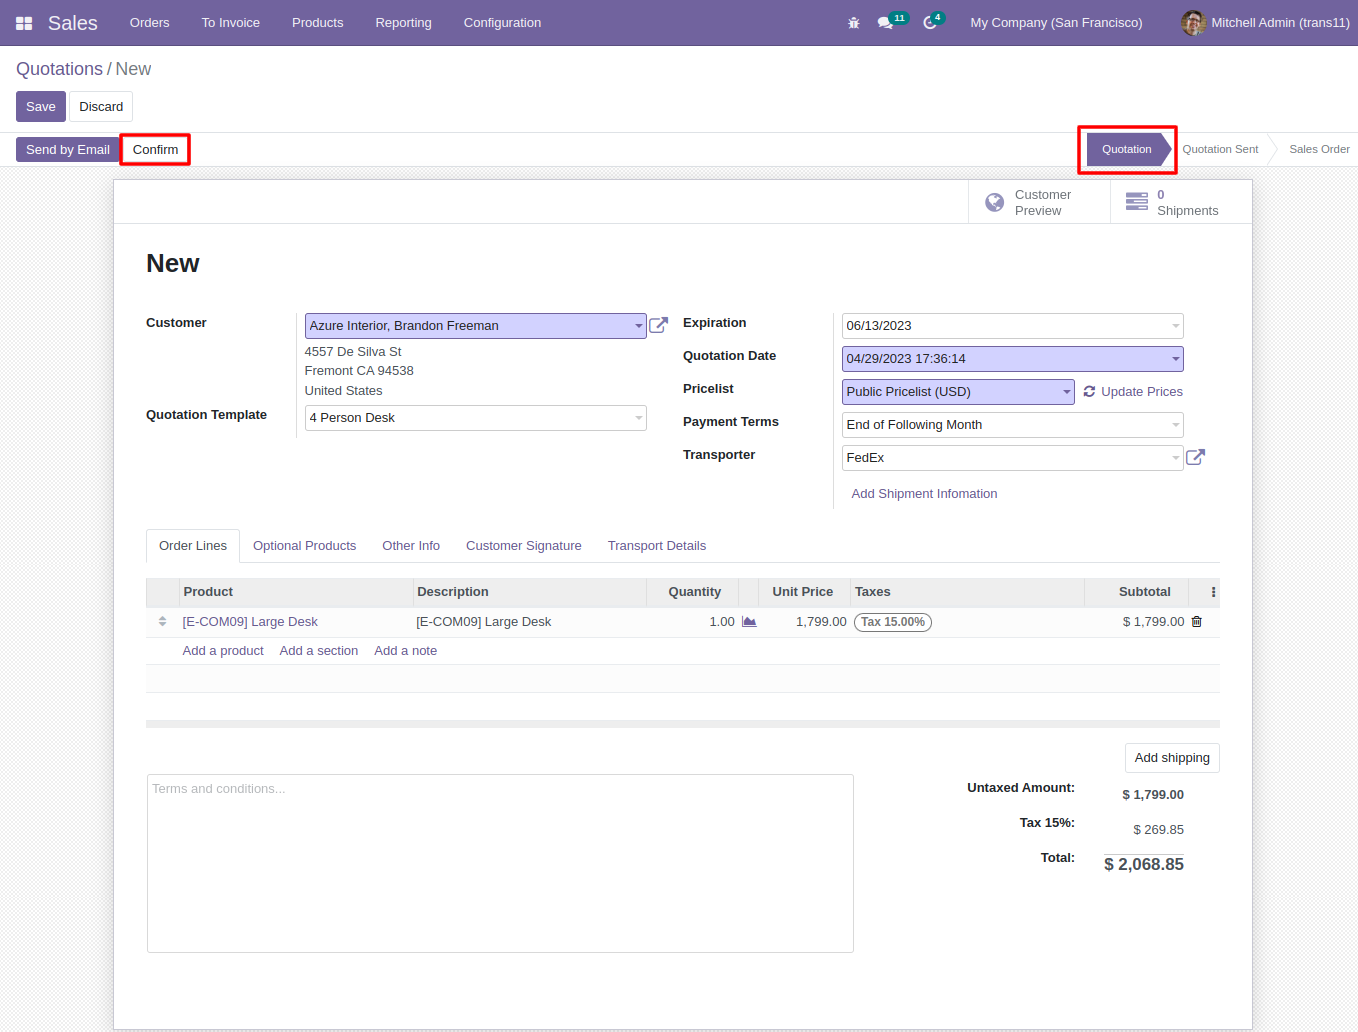 Sales Orders To Invoice Products Reporting Configuration 11 4 My Company (San Francisco) Mitchell Admin (trans11)
Quotations / New
Save Discard
Send by Email Confirm Quotation Quotation Sent Sales Order
Customer Preview
0 Shipments
New
Customer Azure Interior, Brandon Freeman
4557 De Silva St
Fremont CA 94538
United States
Quotation Template 4 Person Desk
Expiration 06/13/2023
Quotation Date 04/29/2023 17:36:14
Pricelist Public Pricelist (USD) Update Prices
Payment Terms End of Following Month
Transporter FedEx
Add Shipment Infomation
Order Lines Optional Products Other Info Customer Signature Transport Details
Product Description Quantity Unit Price Taxes Subtotal
[E-COM09] Large Desk [E-COM09] Large Desk 1.00 1,799.00 Tax 15.00% $ 1,799.00
Add a product Add a section Add a note
Add shipping
Terms and conditions...
Untaxed Amount: $ 1,799.00
Tax 15%: $ 269.85
Total: $ 2,068.85